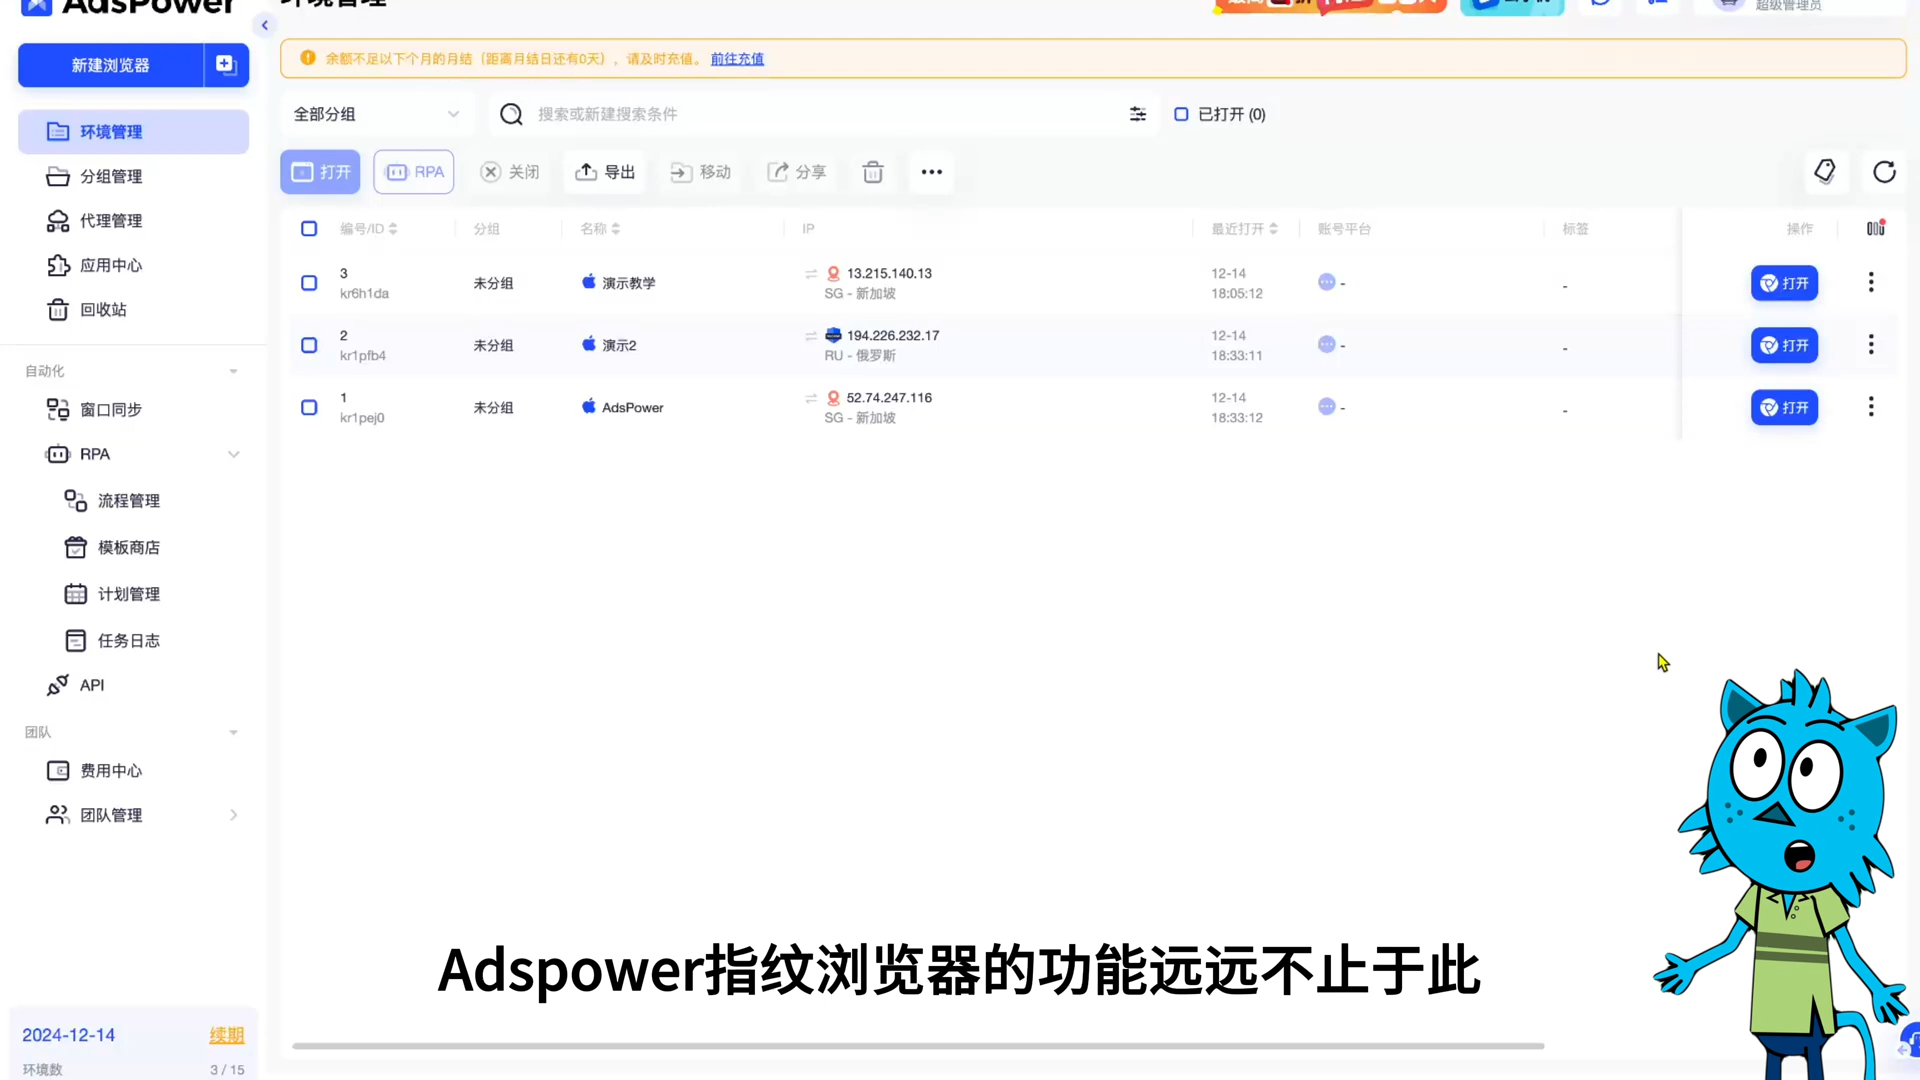 AdsPower
环境管理
超级管理员
新建浏览器
余额不足以下个月的月结（距离月结日还有0天），请及时充值。 前往充值
全部分组
搜索或新建搜索条件
已打开 (0)
打开
RPA
关闭
导出
移动
分享
编号/ID
分组
名称
IP
最近打开
账号平台
标签
操作
3
kr6h1da
未分组
演示教学
13.215.140.13
SG - 新加坡
12-14
18:05:12
-
-
打开
2
kr1pfb4
未分组
演示2
194.226.232.17
RU - 俄罗斯
12-14
18:33:11
-
-
打开
1
kr1pej0
未分组
AdsPower
52.74.247.116
SG - 新加坡
12-14
18:33:12
-
-
打开
环境管理
分组管理
代理管理
应用中心
回收站
自动化
窗口同步
RPA
流程管理
模板商店
计划管理
任务日志
API
团队
费用中心
团队管理
2024-12-14
续期
环境数
3 / 15
Adspower指纹浏览器的功能远远不止于此